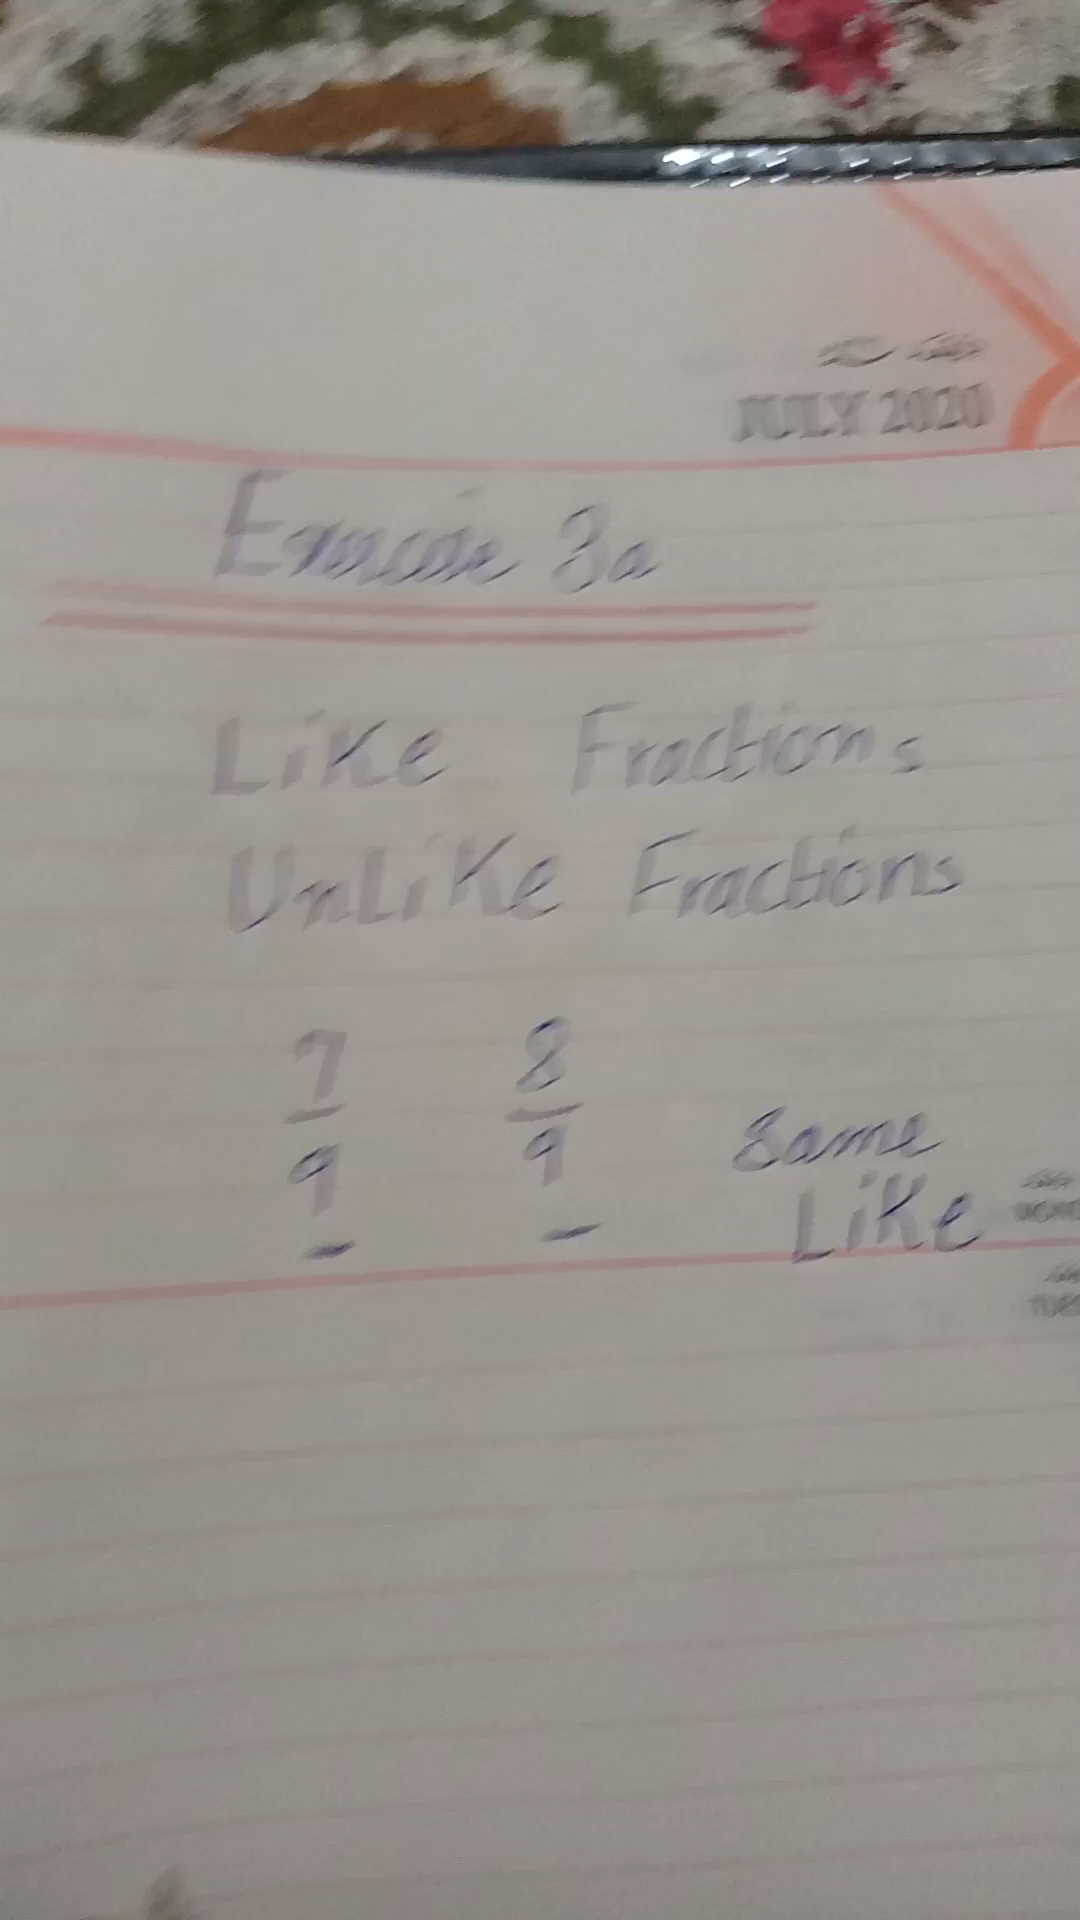 JULY 2020
Exercise 3a
Like Fractions
UnLike Fractions
7 8
9 9 Same
Like